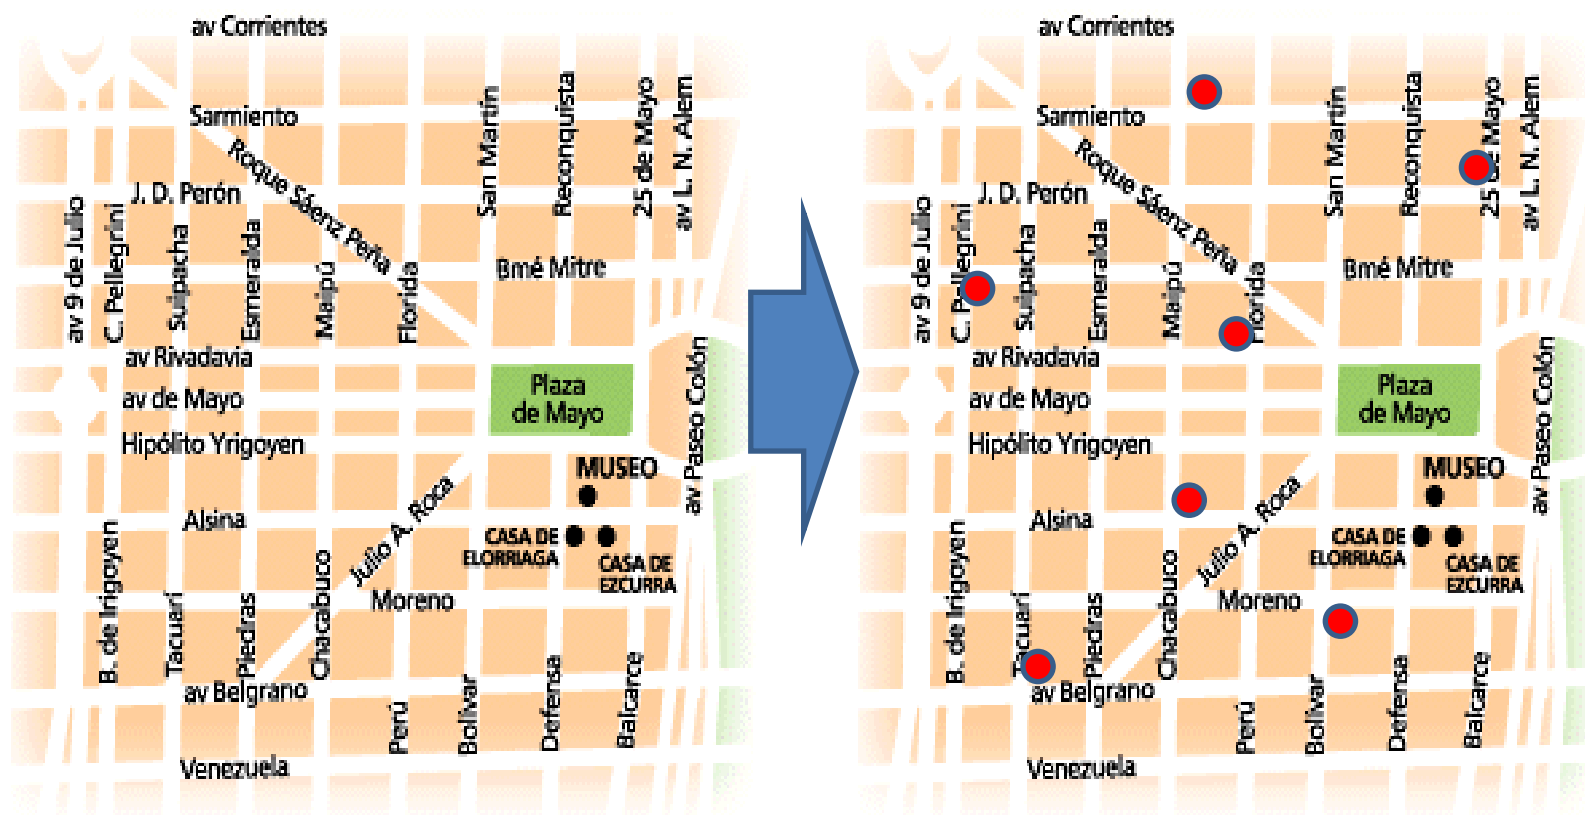 av Corrientes
Sarmiento
Roque Sáenz Peña
J. D. Perón
San Martín
Reconquista
25 de Mayo
av L. N. Alem
av 9 de Julio
C. Pellegrini
Suipacha
Esmeralda
Maipú
Florida
Bmé Mitre
av Rivadavia
av de Mayo
Hipólito Yrigoyen
Plaza
de Mayo
av Paseo Colón
MUSEO
Alsina
Julio A. Roca
CASA DE
ELORRIAGA
CASA DE
EZCURRA
B. de Irigoyen
Tacuarí
Piedras
Chacabuco
Moreno
av Belgrano
Perú
Bolívar
Defensa
Balcarce
Venezuela
av Corrientes
Sarmiento
Roque Sáenz Peña
J. D. Perón
San Martín
Reconquista
25 de Mayo
av L. N. Alem
av 9 de Julio
C. Pellegrini
Suipacha
Esmeralda
Maipú
Florida
Bmé Mitre
av Rivadavia
av de Mayo
Hipólito Yrigoyen
Plaza
de Mayo
av Paseo Colón
MUSEO
Alsina
Julio A. Roca
CASA DE
ELORRIAGA
CASA DE
EZCURRA
B. de Irigoyen
Tacuarí
Piedras
Chacabuco
Moreno
av Belgrano
Perú
Bolívar
Defensa
Balcarce
Venezuela